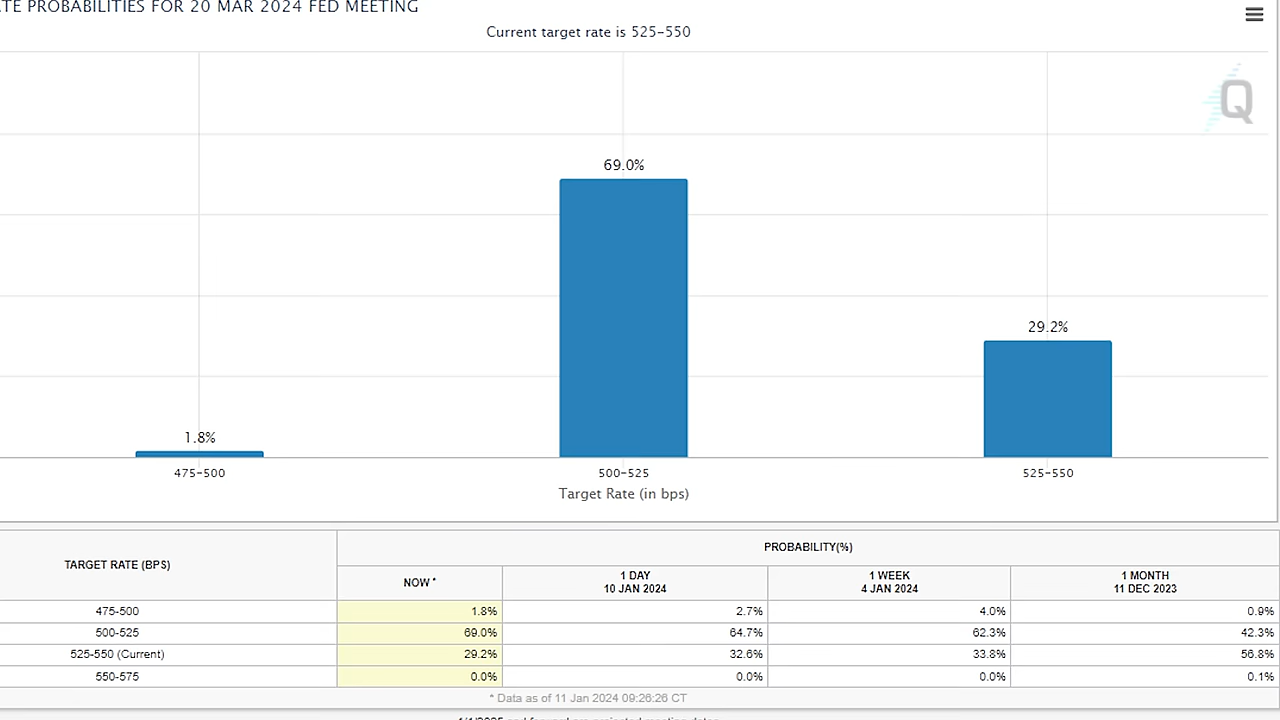 TE PROBABILITIES FOR 20 MAR 2024 FED MEETING
Current target rate is 525-550
Q
69.0%
29.2%
1.8%
475-500 500-525 525-550
Target Rate (in bps)
TARGET RATE (BPS) PROBABILITY(%)
NOW * 1 DAY 1 WEEK 1 MONTH
10 JAN 2024 4 JAN 2024 11 DEC 2023
475-500 1.8% 2.7% 4.0% 0.9%
500-525 69.0% 64.7% 62.3% 42.3%
525-550 (Current) 29.2% 32.6% 33.8% 56.8%
550-575 0.0% 0.0% 0.0% 0.1%
* Data as of 11 Jan 2024 09:26:26 CT